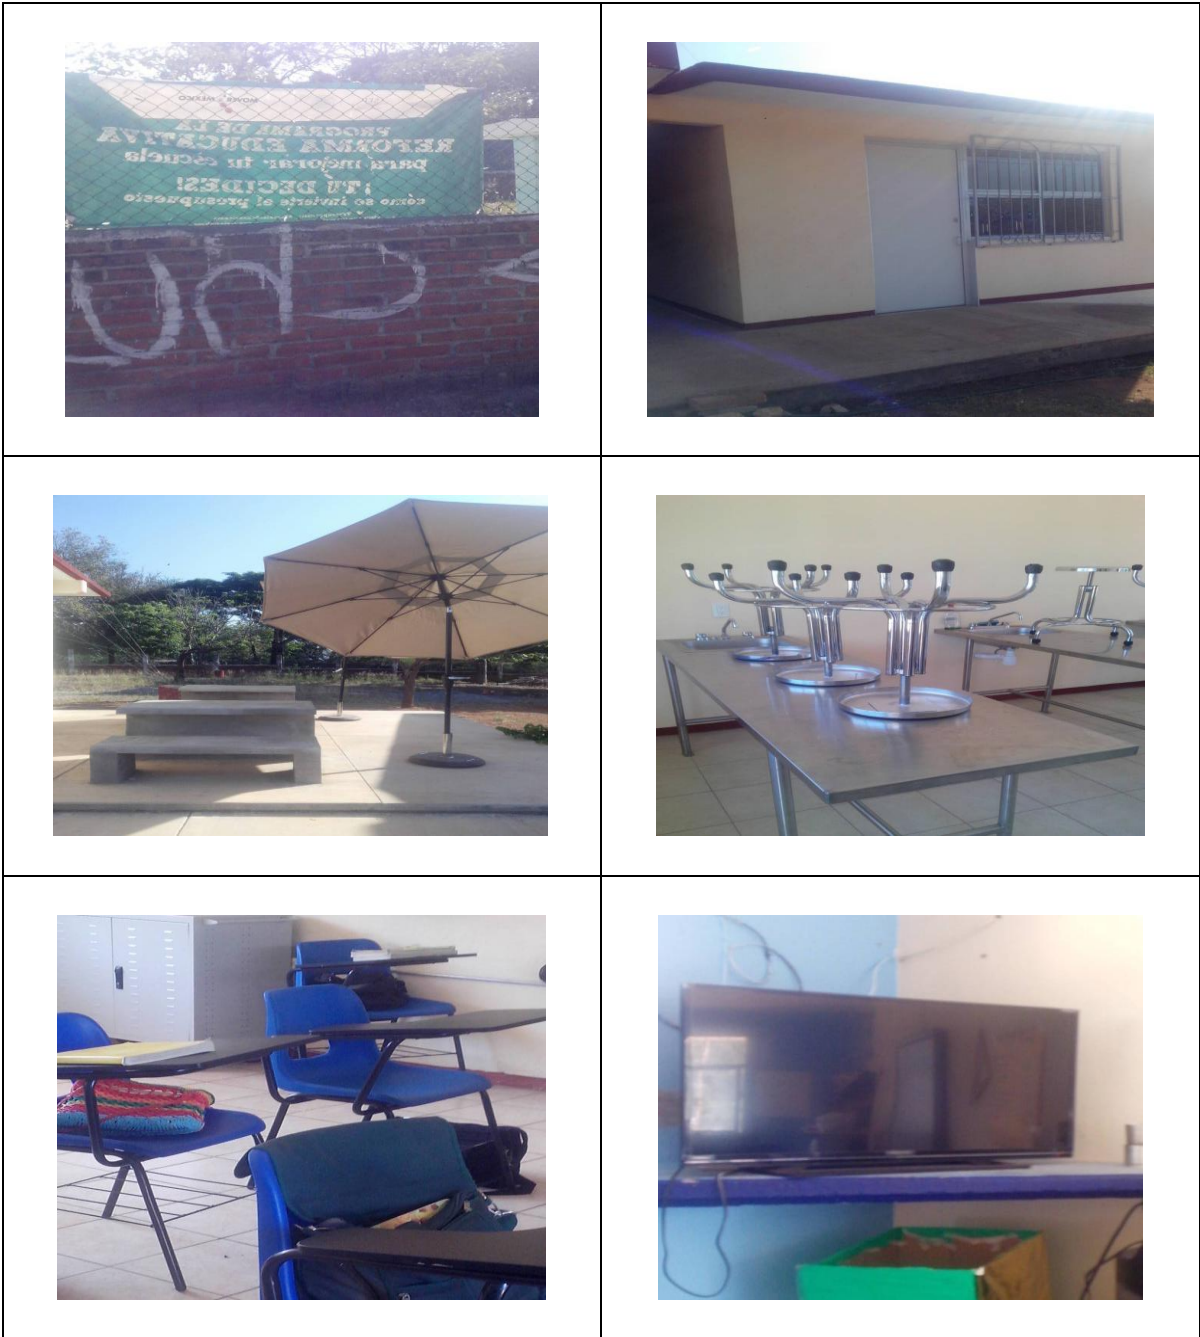 PROGRAMA DE LA
REFORMA EDUCATIVA
para mejorar tu escuela
¡TÚ DECIDES!
cómo se invierte el presupuesto